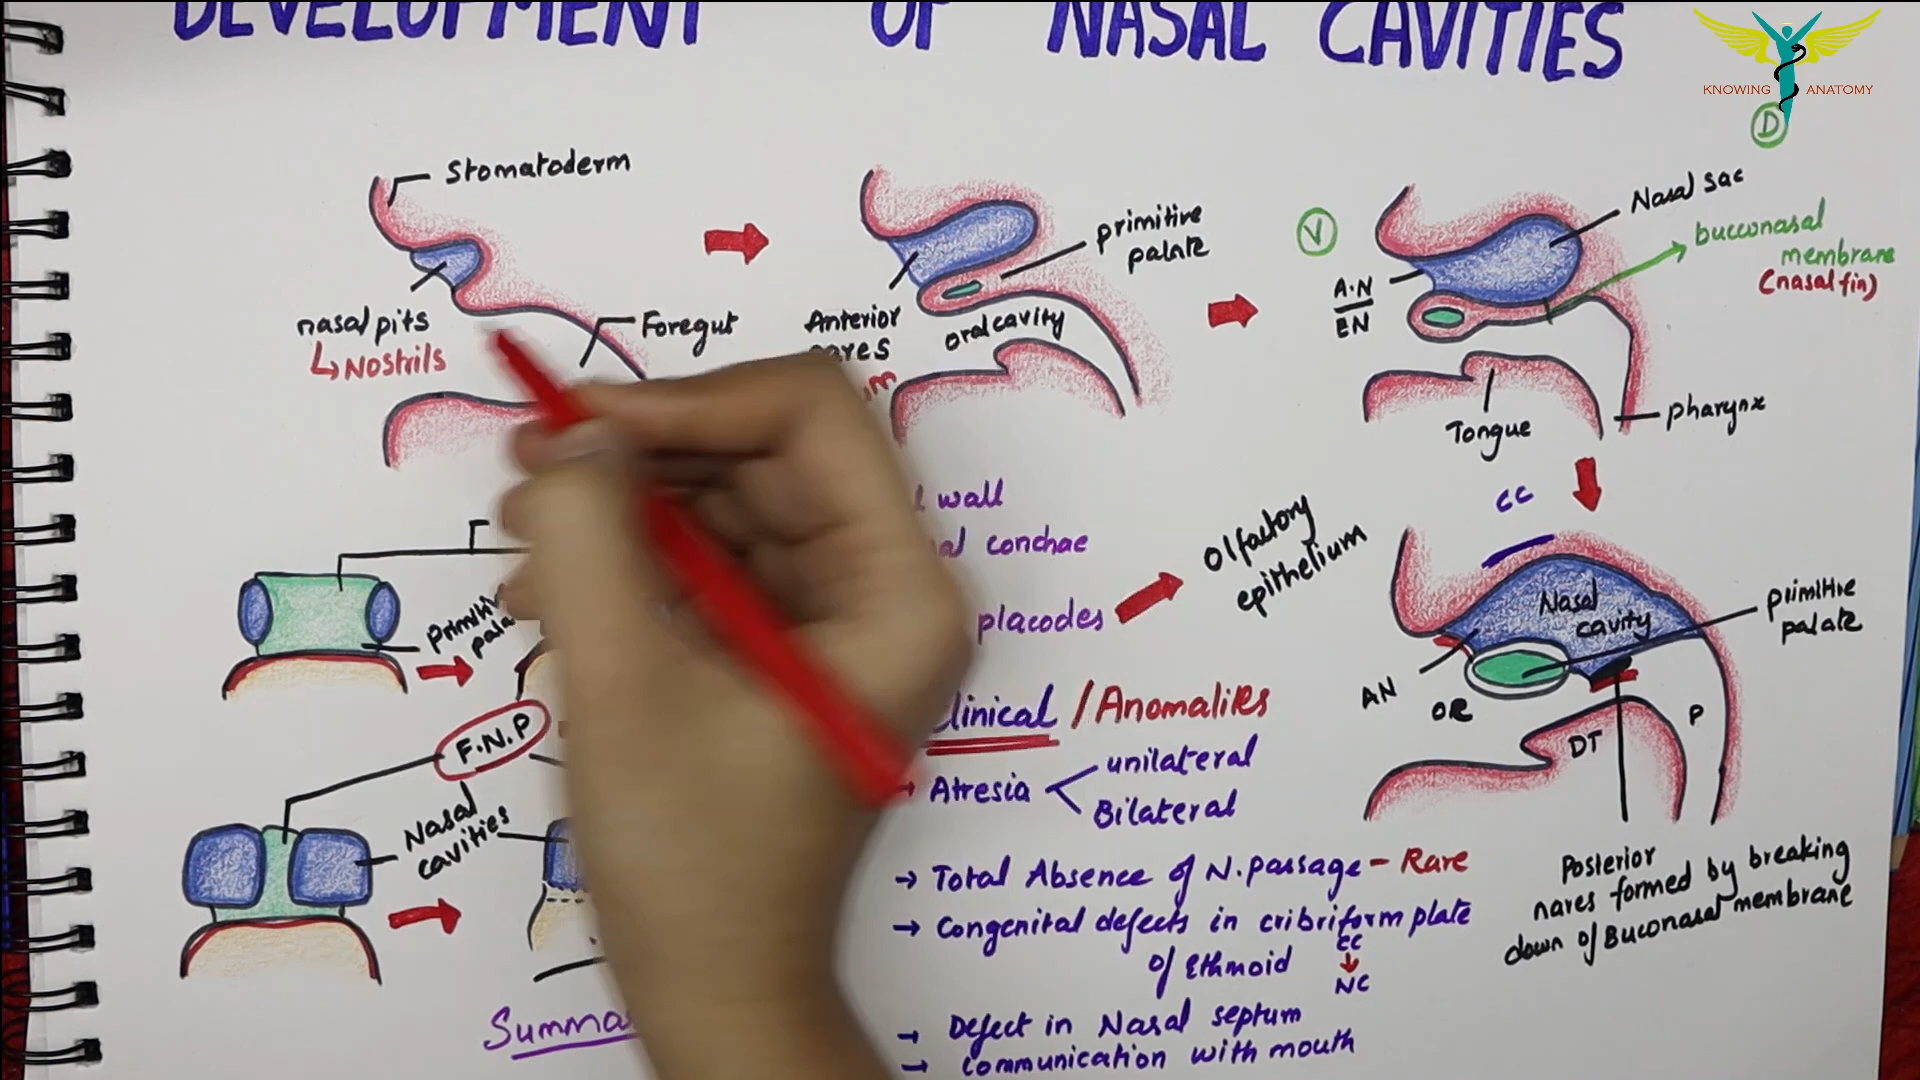 DEVELOPMENT OF NASAL CAVITIES
KNOWING ANATOMY
D
Stomatoderm
nasal pits
↳ Nostrils
Foregut
primitive
palate
Anterior
oral cavity
V
Nasal sac
bucconasal
membrane
(nasal fin)
A.N
EN
Tongue
pharynx
wall
conchae
placodes
Olfactory
epithelium
CC
Nasal
cavity
primitive
palate
AN
OR
DT
P
Posterior
nares formed by breaking
down of Buconasal membrane
F.N.P
Nasal
cavities
Clinical / Anomalies
→ Atresia < unilateral
Bilateral
→ Total Absence of N. passage - Rare
→ Congenital defects in cribriform plate
of Ethmoid
CC
↓
NC
→ Defect in Nasal septum
→ Communication with mouth